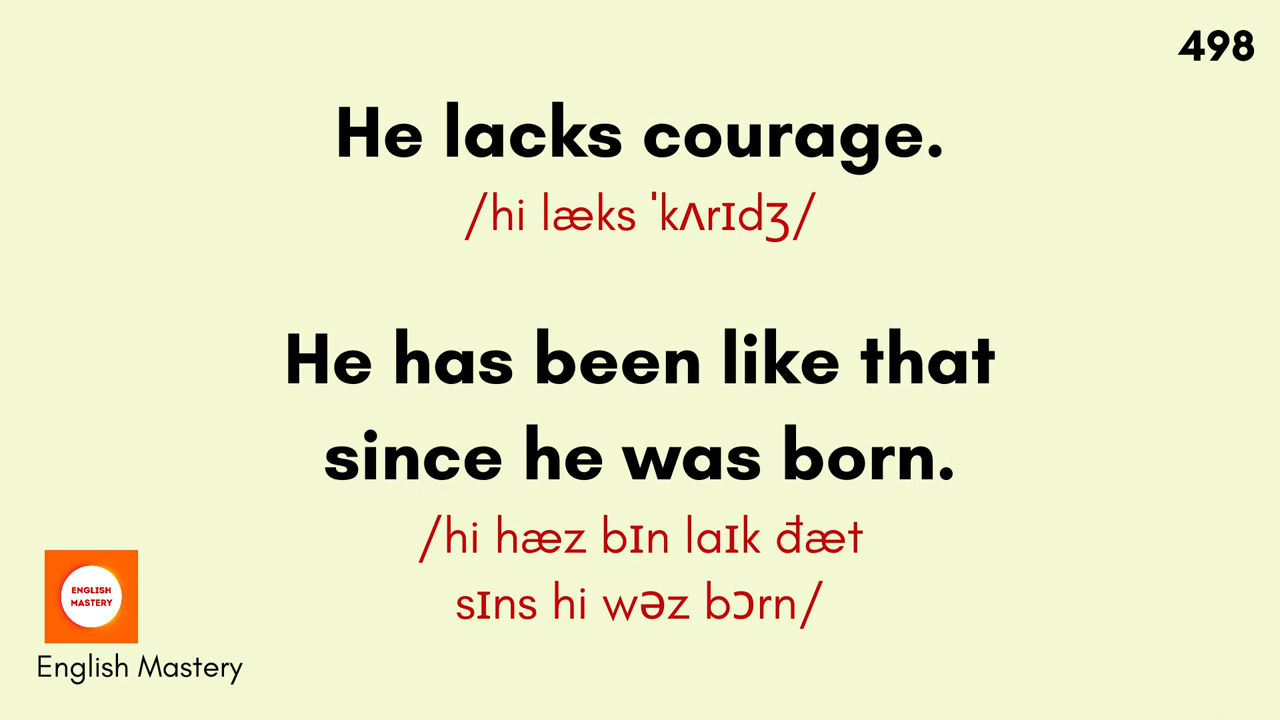 498
He lacks courage.
/hi læks ˈkʌrɪdʒ/
He has been like that
since he was born.
/hi hæz bɪn laɪk đæt
sɪns hi wəz bɔrn/
ENGLISH
MASTERY
English Mastery